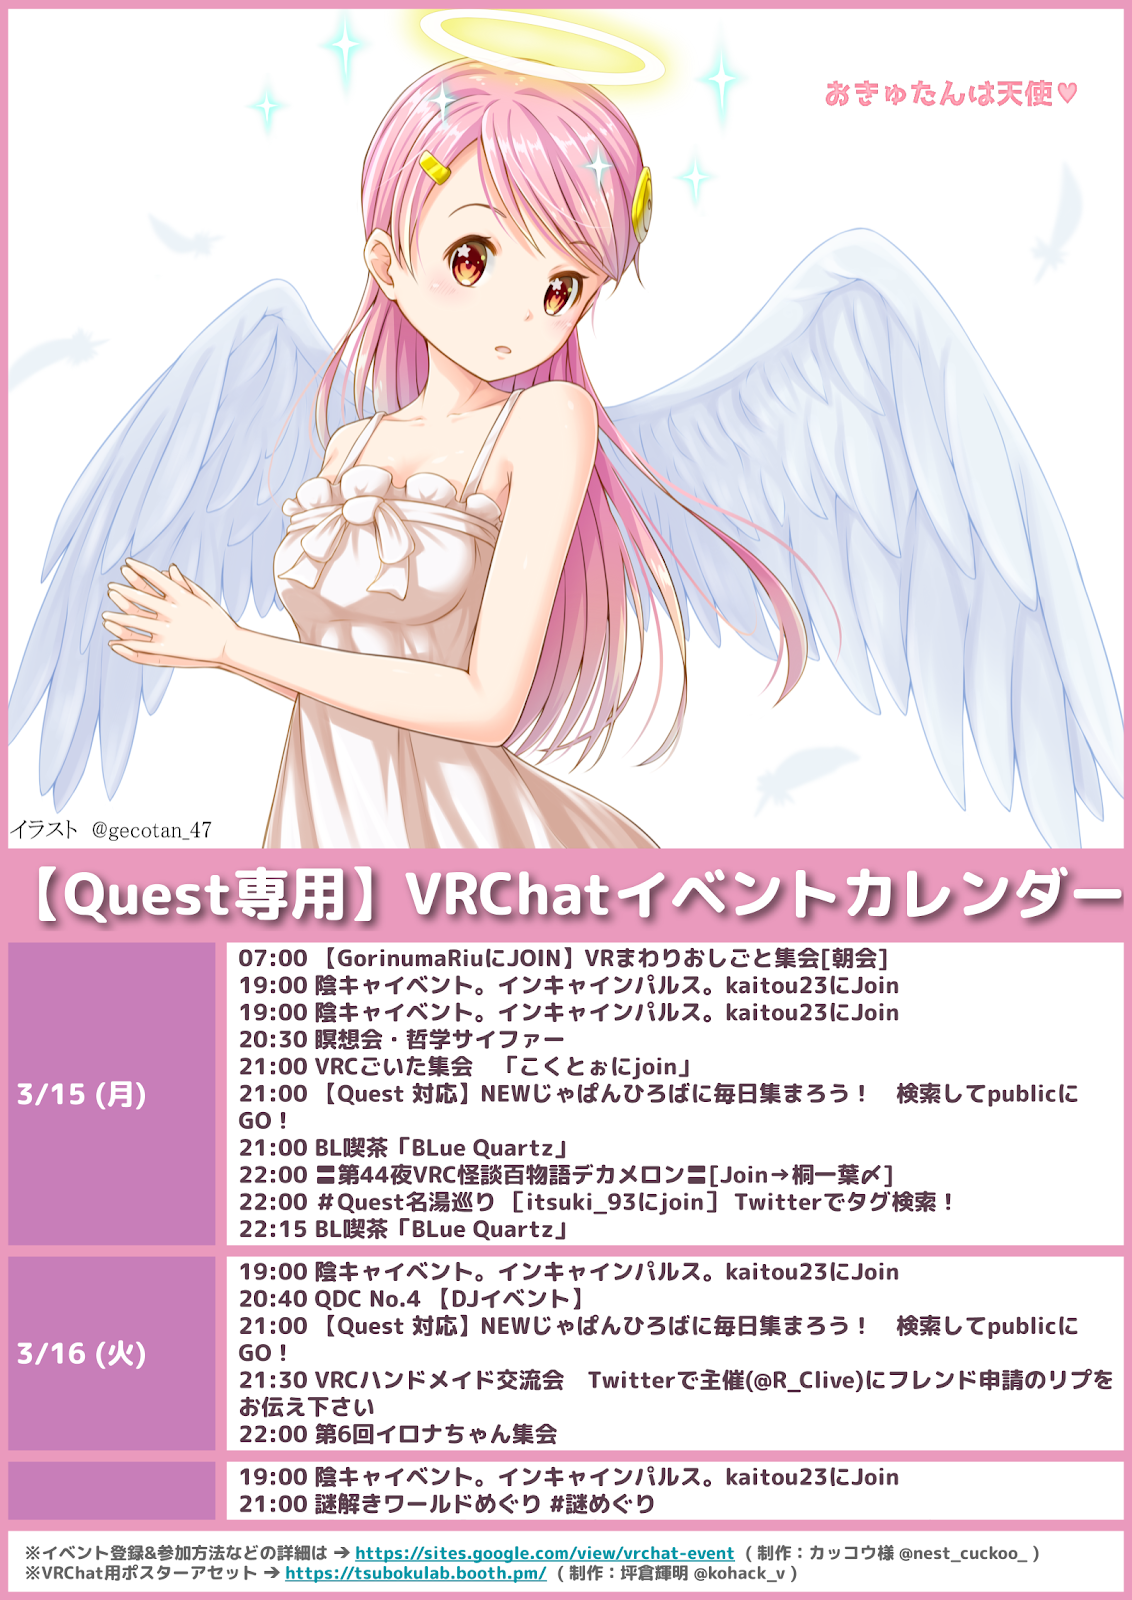 おきゅたんは天使♥
イラスト　@gecotan_47
【Quest専用】VRChatイベントカレンダー
3/15 (月)
07:00 【GorinumaRiuにJOIN】VRまわりおしごと集会[朝会]
19:00 陰キャイベント。インキャインパルス。kaitou23にJoin
19:00 陰キャイベント。インキャインパルス。kaitou23にJoin
20:30 瞑想会・哲学サイファー
21:00 VRCごいた集会　「こくとぉにjoin」
21:00 【Quest 対応】NEWじゃぱんひろばに毎日集まろう！　検索してpublicに
GO！
21:00 BL喫茶「BLue Quartz」
22:00 〓第44夜VRC怪談百物語デカメロン〓[Join→桐一葉〆]
22:00 ＃Quest名湯巡り ［itsuki_93にjoin］ Twitterでタグ検索！
22:15 BL喫茶「BLue Quartz」
3/16 (火)
19:00 陰キャイベント。インキャインパルス。kaitou23にJoin
20:40 QDC No.4 【DJイベント】
21:00 【Quest 対応】NEWじゃぱんひろばに毎日集まろう！　検索してpublicに
GO！
21:30 VRCハンドメイド交流会　Twitterで主催(@R_Clive)にフレンド申請のリプを
お伝え下さい
22:00 第6回イロナちゃん集会
19:00 陰キャイベント。インキャインパルス。kaitou23にJoin
21:00 謎解きワールドめぐり #謎めぐり
※イベント登録&参加方法などの詳細は → https://sites.google.com/view/vrchat-event （ 制作：カッコウ様 @nest_cuckoo_ ）
※VRChat用ポスターアセット → https://tsubokulab.booth.pm/ （ 制作：坪倉輝明 @kohack_v ）